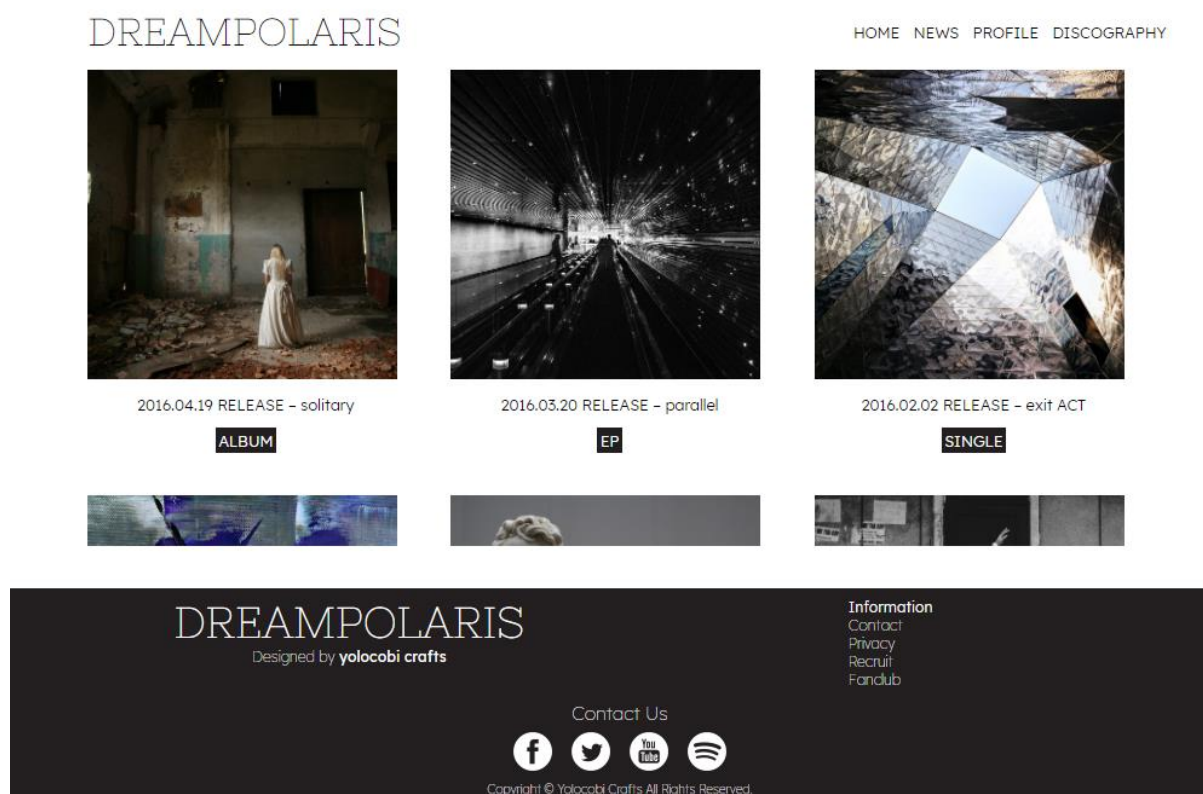 DREAMPOLARIS
HOME NEWS PROFILE DISCOGRAPHY
2016.04.19 RELEASE – solitary
ALBUM
2016.03.20 RELEASE – parallel
EP
2016.02.02 RELEASE – exit ACT
SINGLE
DREAMPOLARIS
Designed by yolocobi crafts
Information
Contact
Privacy
Recruit
Fanclub
Contact Us
You
Tube
Copyright © Yolocobi Crafts All Rights Reserved.